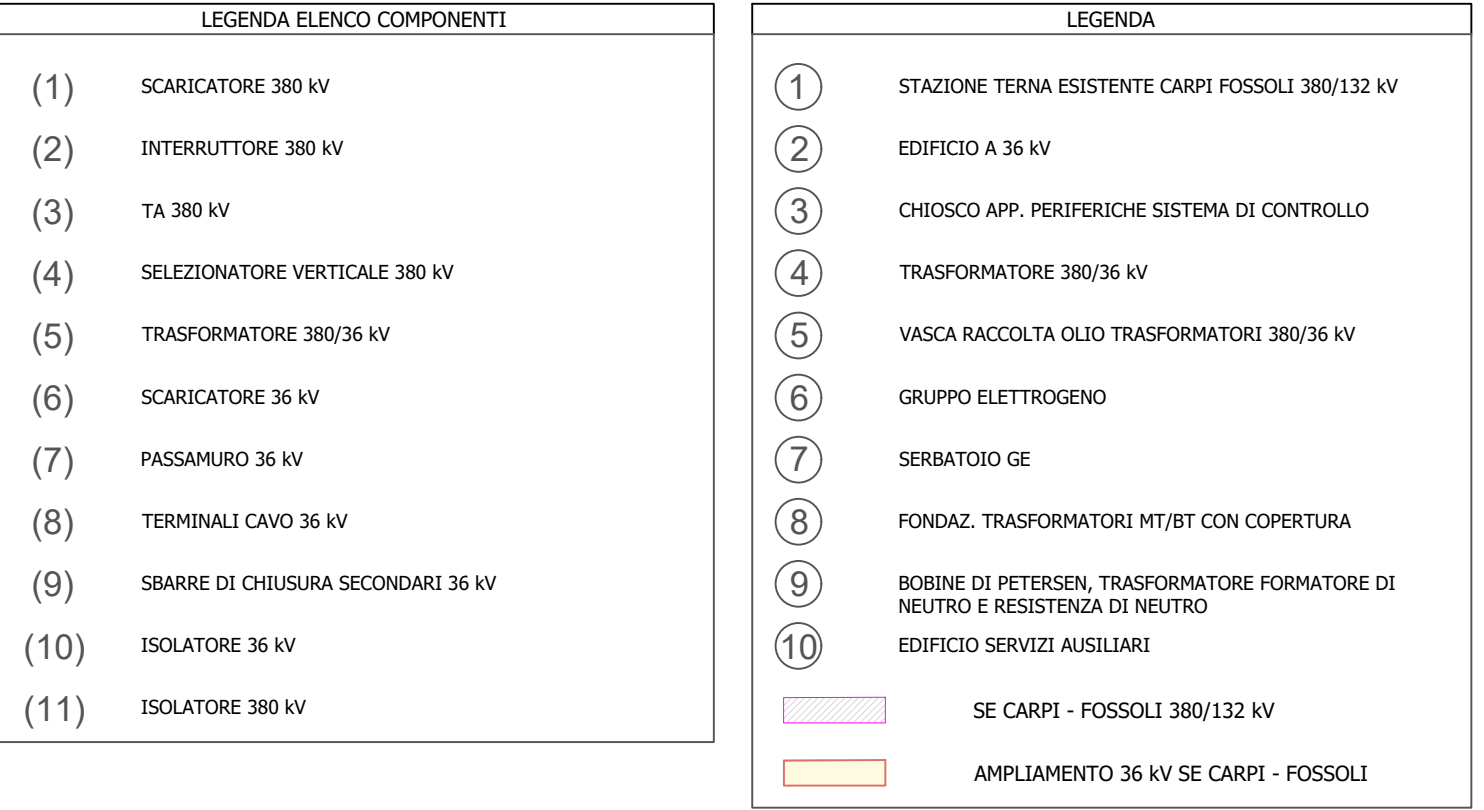 LEGENDA ELENCO COMPONENTI
(1) SCARICATORE 380 kV
(2) INTERRUTTORE 380 kV
(3) TA 380 kV
(4) SELEZIONATORE VERTICALE 380 kV
(5) TRASFORMATORE 380/36 kV
(6) SCARICATORE 36 kV
(7) PASSAMURO 36 kV
(8) TERMINALI CAVO 36 kV
(9) SBARRE DI CHIUSURA SECONDARI 36 kV
(10) ISOLATORE 36 kV
(11) ISOLATORE 380 kV
LEGENDA
1 STAZIONE TERNA ESISTENTE CARPI FOSSOLI 380/132 kV
2 EDIFICIO A 36 kV
3 CHIOSCO APP. PERIFERICHE SISTEMA DI CONTROLLO
4 TRASFORMATORE 380/36 kV
5 VASCA RACCOLTA OLIO TRASFORMATORI 380/36 kV
6 GRUPPO ELETTROGENO
7 SERBATOIO GE
8 FONDAZ. TRASFORMATORI MT/BT CON COPERTURA
9 BOBINE DI PETERSEN, TRASFORMATORE FORMATORE DI
NEUTRO E RESISTENZA DI NEUTRO
10 EDIFICIO SERVIZI AUSILIARI
SE CARPI - FOSSOLI 380/132 kV
AMPLIAMENTO 36 kV SE CARPI - FOSSOLI